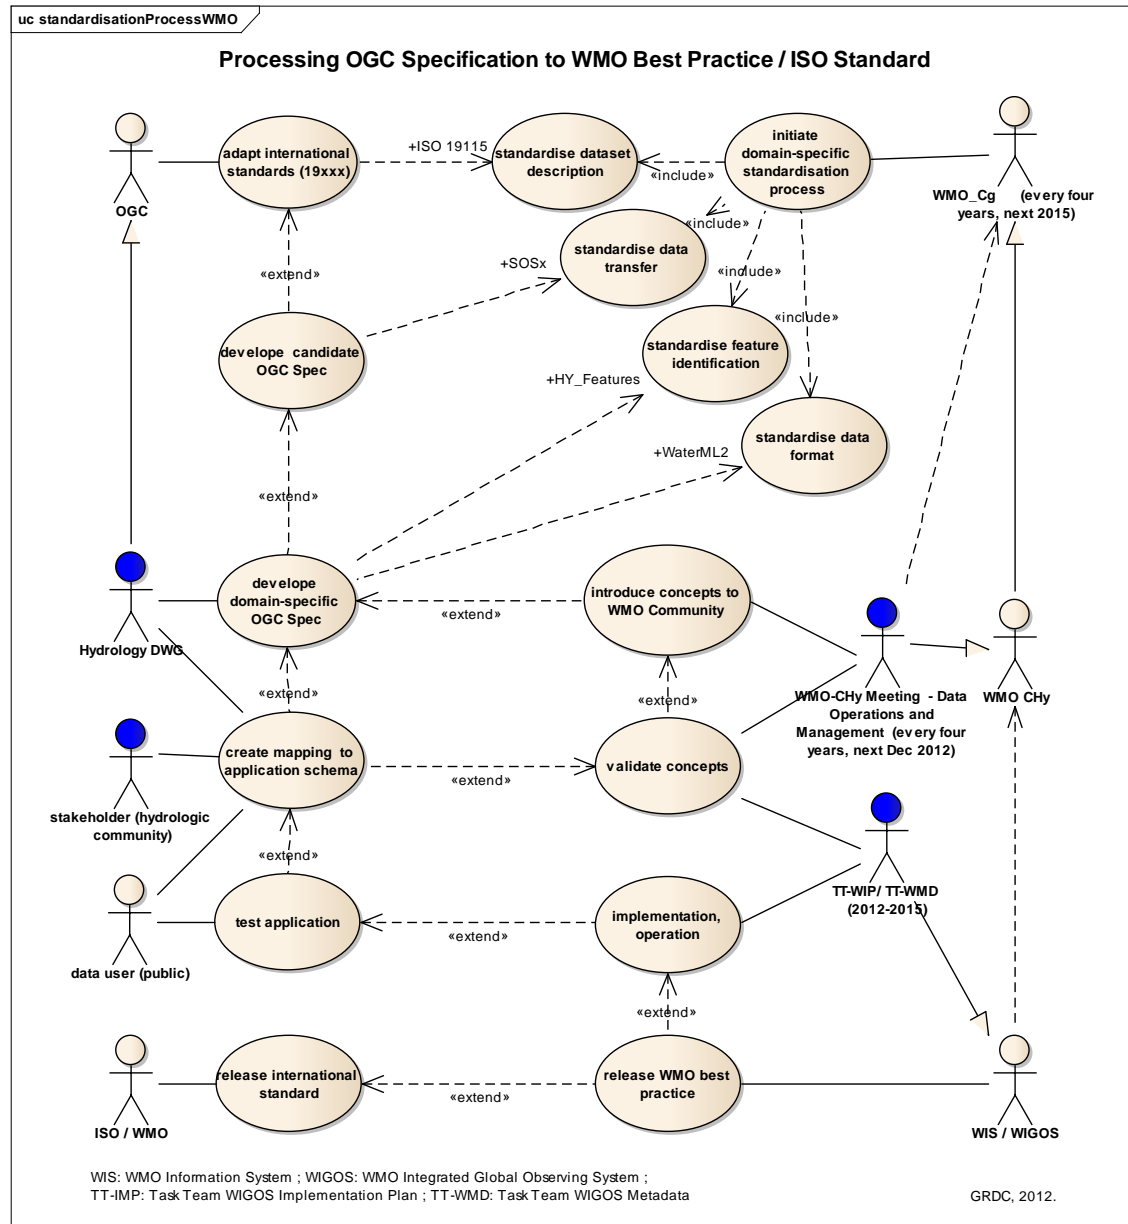 uc standardisationProcessWMO
Processing OGC Specification to WMO Best Practice / ISO Standard
OGC
adapt international
standards (19xxx)
+ISO 19115
standardise dataset
description
«include»
initiate
domain-specific
standardisation
process
WMO_Cg (every four
years, next 2015)
«include»
standardise data
transfer
+SOSx
«extend»
«include»
«include»
develope candidate
OGC Spec
standardise feature
identification
+HY_Features
standardise data
format
+WaterML2
«extend»
Hydrology DWG
develope
domain-specific
OGC Spec
«extend»
introduce concepts to
WMO Community
WMO-CHy Meeting - Data
Operations and
Management (every four
years, next Dec 2012)
WMO CHy
«extend»
«extend»
stakeholder (hydrologic
community)
create mapping to
application schema
«extend»
validate concepts
«extend»
TT-WIP/ TT-WMD
(2012-2015)
data user (public)
test application
«extend»
implementation,
operation
«extend»
ISO / WMO
release international
standard
«extend»
release WMO best
practice
WIS / WIGOS
WIS: WMO Information System ; WIGOS: WMO Integrated Global Observing System ;
TT-IMP: Task Team WIGOS Implementation Plan ; TT-WMD: Task Team WIGOS Metadata
GRDC, 2012.